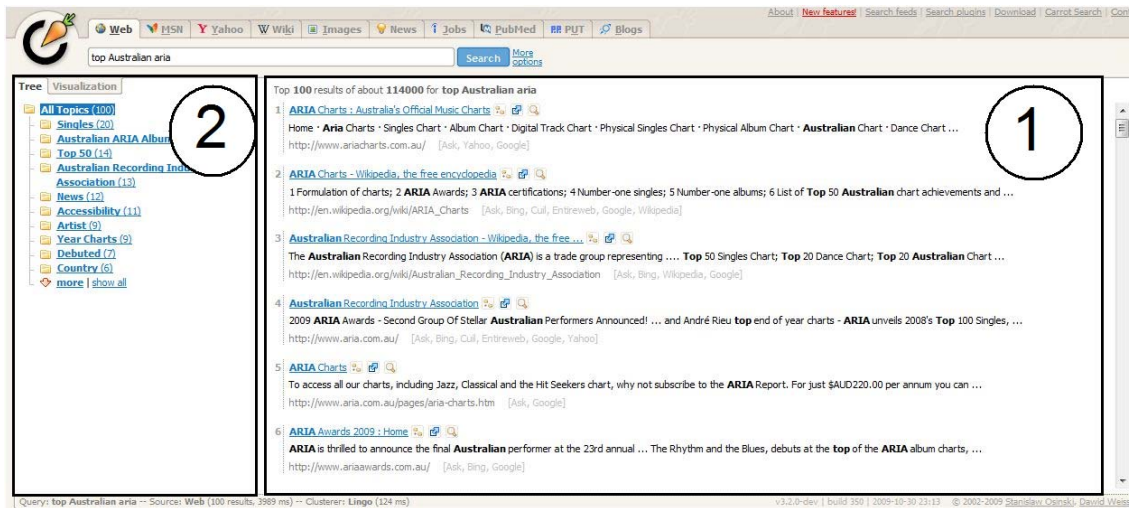 About | New features! | Search feeds | Search plugins | Download | Carrot Search |
Web MSN Yahoo Wiki Images News Jobs PubMed PUT Blogs
top Australian aria Search More options
Tree Visualization
All Topics (100)
Singles (20)
Australian ARIA
Top 50 (14)
Australian Recording
Association (13)
News (12)
Accessibility (11)
Artist (9)
Year Charts (9)
Debuted (7)
Country (6)
more | show all
2
Top 100 results of about 114000 for top Australian aria
1 ARIA Charts : Australia's Official Music Charts
Home · Aria Charts · Singles Chart · Album Chart · Digital Track Chart · Physical Singles Chart · Physical Album Chart · Australian Chart · Dance Chart ...
http://www.ariacharts.com.au/ [Ask, Yahoo, Google]
2 ARIA Charts - Wikipedia, the free encyclopedia
1 Formulation of charts; 2 ARIA Awards; 3 ARIA certifications; 4 Number-one singles; 5 Number-one albums; 6 List of Top 50 Australian chart achievements and ...
http://en.wikipedia.org/wiki/ARIA_Charts [Ask, Bing, Cuil, Entireweb, Google, Wikipedia]
3 Australian Recording Industry Association - Wikipedia, the free ...
The Australian Recording Industry Association (ARIA) is a trade group representing .... Top 50 Singles Chart; Top 20 Dance Chart; Top 20 Australian Chart ...
http://en.wikipedia.org/wiki/Australian_Recording_Industry_Association [Ask, Bing, Wikipedia, Google]
4 Australian Recording Industry Association
2009 ARIA Awards - Second Group Of Stellar Australian Performers Announced! ... and André Rieu top end of year charts - ARIA unveils 2008's Top 100 Singles, ...
http://www.aria.com.au/ [Ask, Bing, Cuil, Entireweb, Google, Yahoo]
5 ARIA Charts
To access all our charts, including Jazz, Classical and the Hit Seekers chart, why not subscribe to the ARIA Report. For just $AUD220.00 per annum you can ...
http://www.aria.com.au/pages/aria-charts.htm [Ask, Google]
6 ARIA Awards 2009 : Home
ARIA is thrilled to announce the final Australian performer at the 23rd annual ... The Rhythm and the Blues, debuts at the top of the ARIA album charts, ...
http://www.ariaawards.com.au/ [Ask, Bing, Google]
1
Query: top Australian aria -- Source: Web (100 results, 3989 ms) -- Clusterer: Lingo (124 ms)
v3.2.0-dev | build 350 | 2009-10-30 23:13 © 2002-2009 Stanislaw Osinski, Dawid Weiss